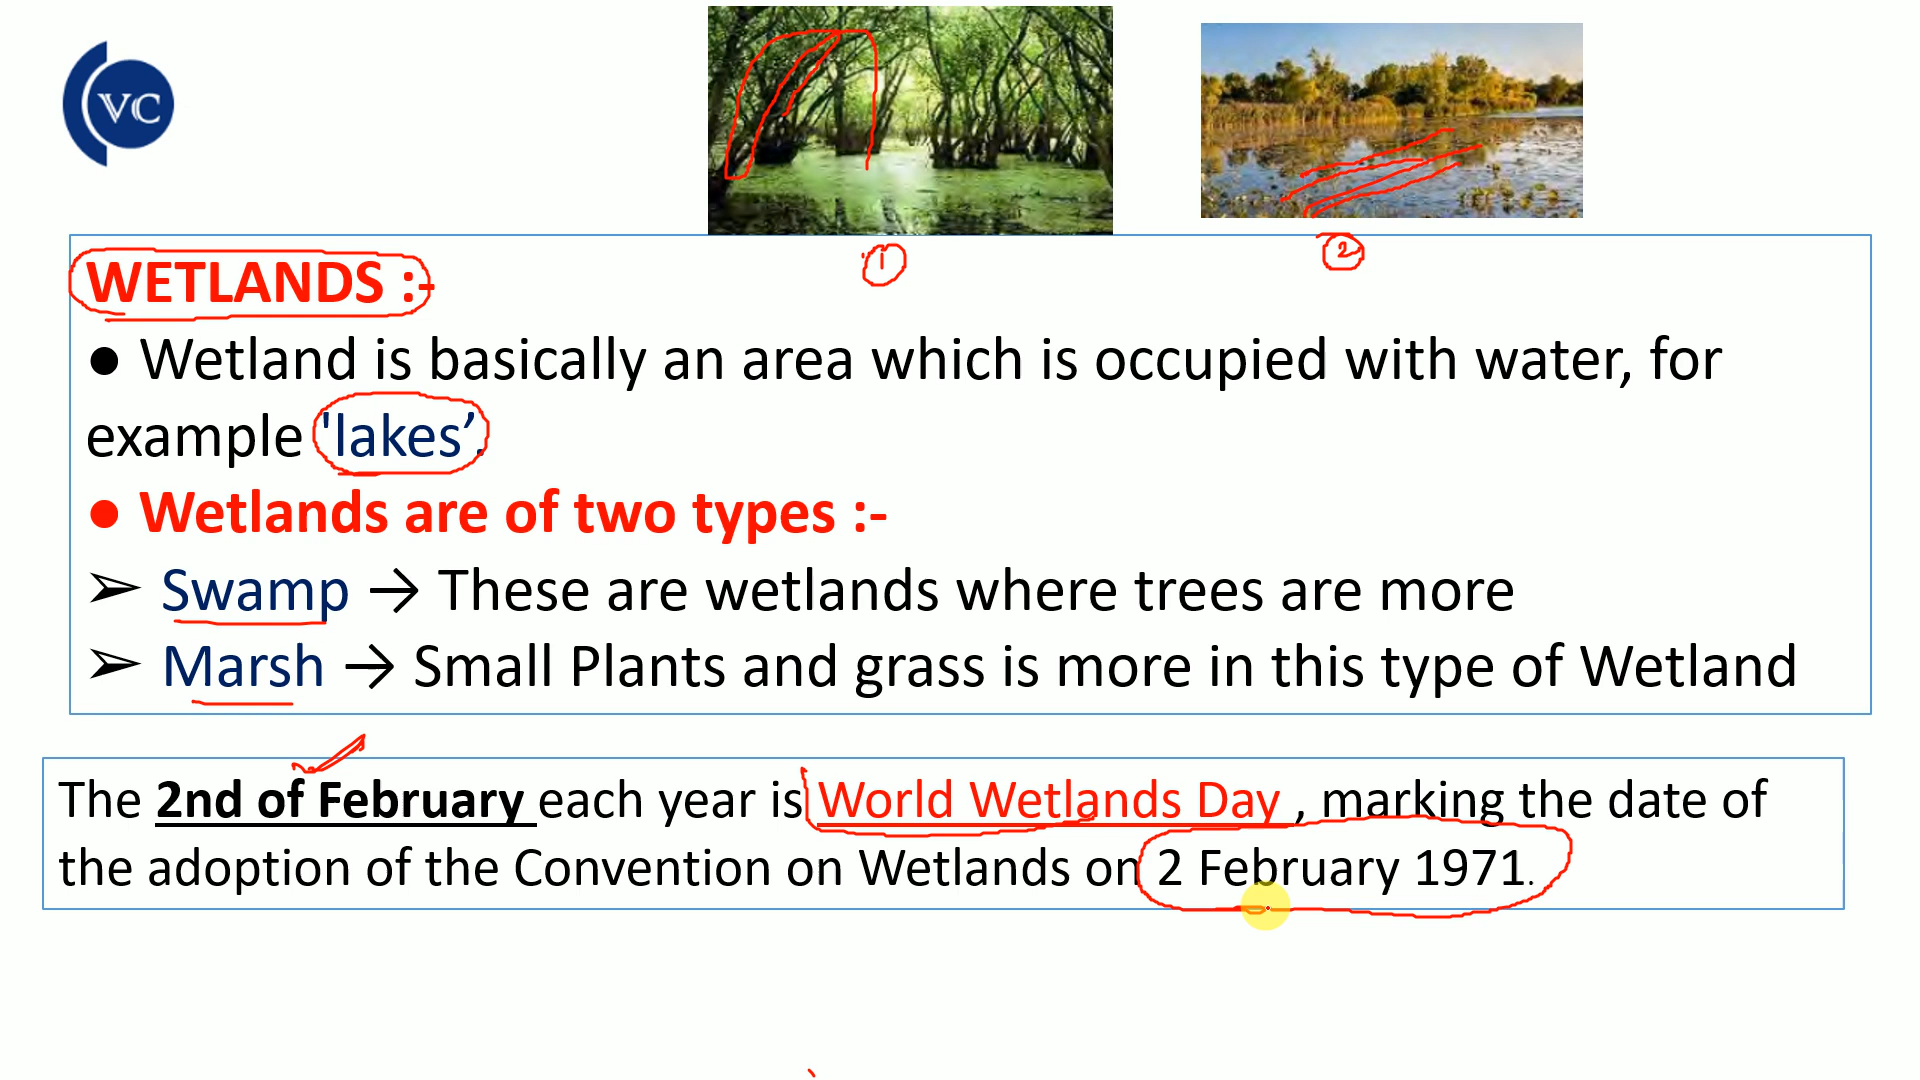 VC
1
2
WETLANDS :-
● Wetland is basically an area which is occupied with water, for
example 'lakes’.
● Wetlands are of two types :-
➢ Swamp → These are wetlands where trees are more
➢ Marsh → Small Plants and grass is more in this type of Wetland
The 2nd of February each year is World Wetlands Day , marking the date of
the adoption of the Convention on Wetlands on 2 February 1971.